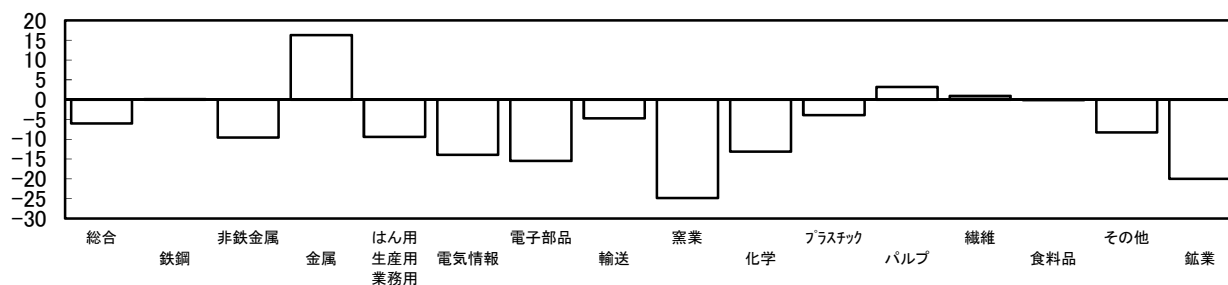 20
15
10
5
0
-5
-10
-15
-20
-25
-30
総合
鉄鋼
非鉄金属
金属
はん用
生産用
業務用
電気情報
電子部品
輸送
窯業
化学
プラスチック
パルプ
繊維
食料品
その他
鉱業